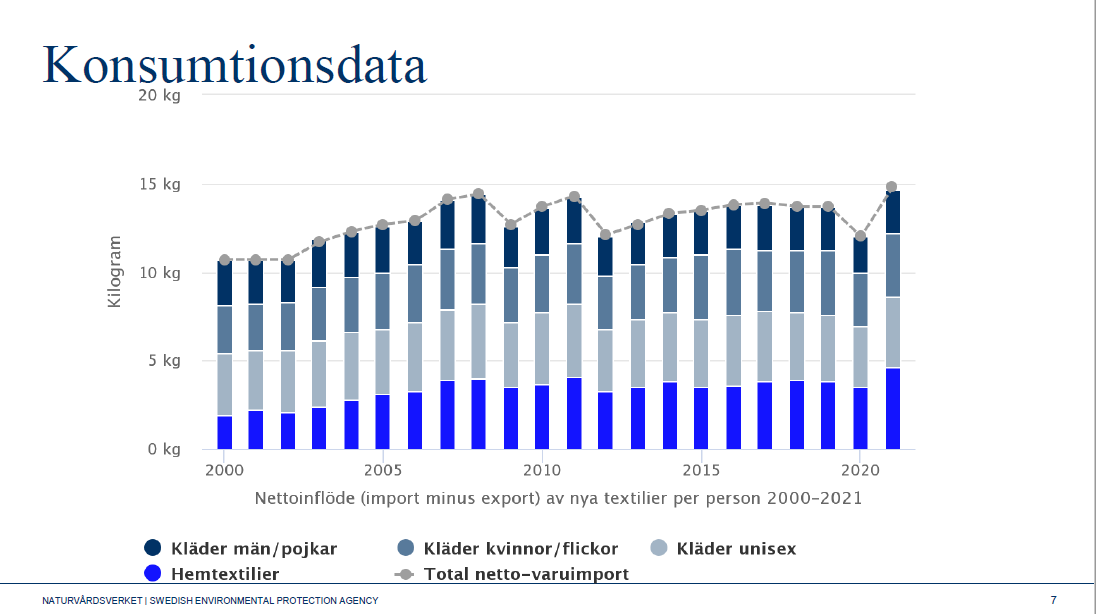 Konsumtionsdata
20 kg
15 kg
10 kg
5 kg
0 kg
Kilogram
2000 2005 2010 2015 2020
Nettoinflöde (import minus export) av nya textilier per person 2000–2021
Kläder män/pojkar Kläder kvinnor/flickor Kläder unisex
Hemtextilier Total netto-varuimport
NATURVÅRDSVERKET | SWEDISH ENVIRONMENTAL PROTECTION AGENCY 7